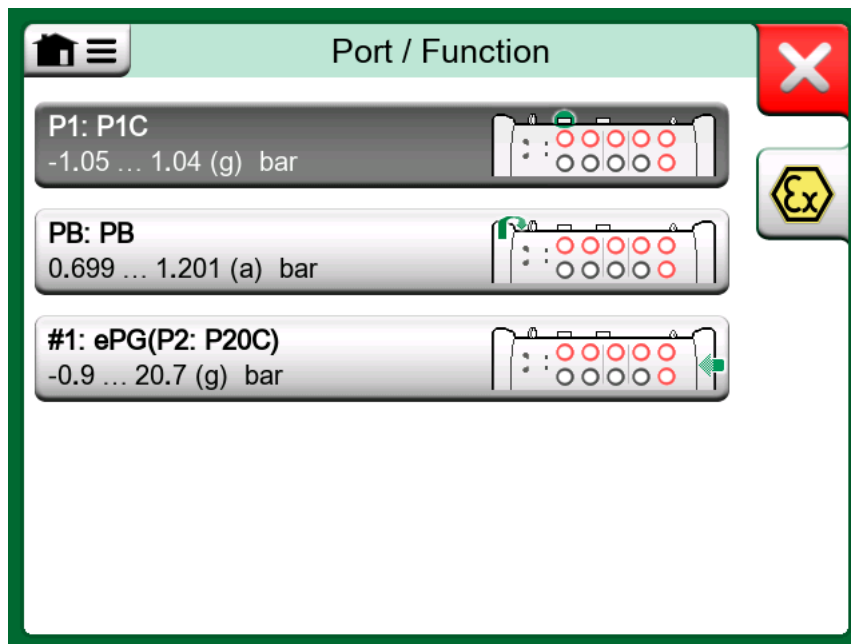 Port / Function
P1: P1C
-1.05 … 1.04 (g) bar
Ex
PB: PB
0.699 … 1.201 (a) bar
#1: ePG(P2: P20C)
-0.9 … 20.7 (g) bar